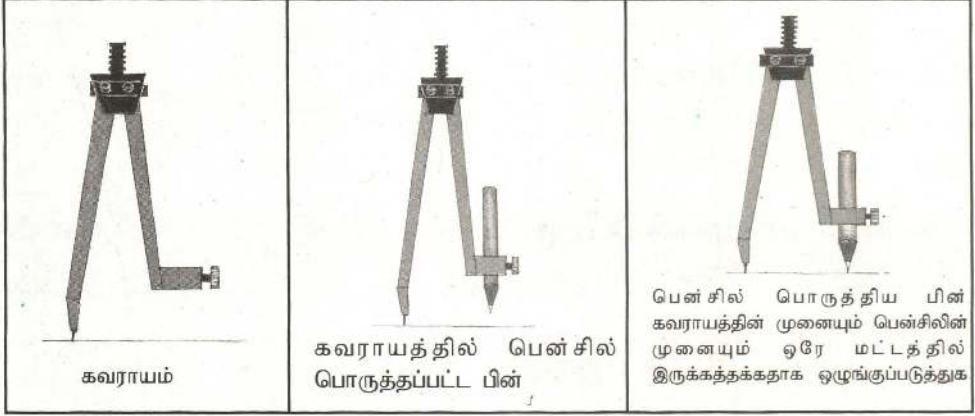 கவராயம்
கவராயத்தில் பென்சில்
பொருத்தப்பட்ட பின்
பென்சில் பொருத்திய பின்
கவராயத்தின் முனையும் பென்சிலின்
முனையும் ஒரே மட்டத்தில்
இருக்கத்தக்கதாக ஒழுங்குபடுத்துக